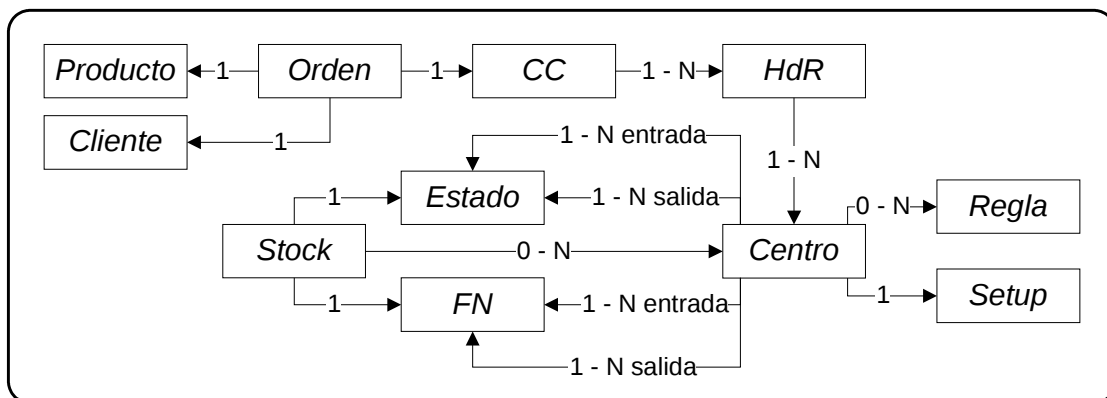 Producto
1
Orden
1
CC
1 - N
HdR
Cliente
1
1 - N entrada
1 - N
Estado
1
1 - N salida
0 - N
Regla
Stock
0 - N
Centro
1
FN
1 - N entrada
1
Setup
1 - N salida